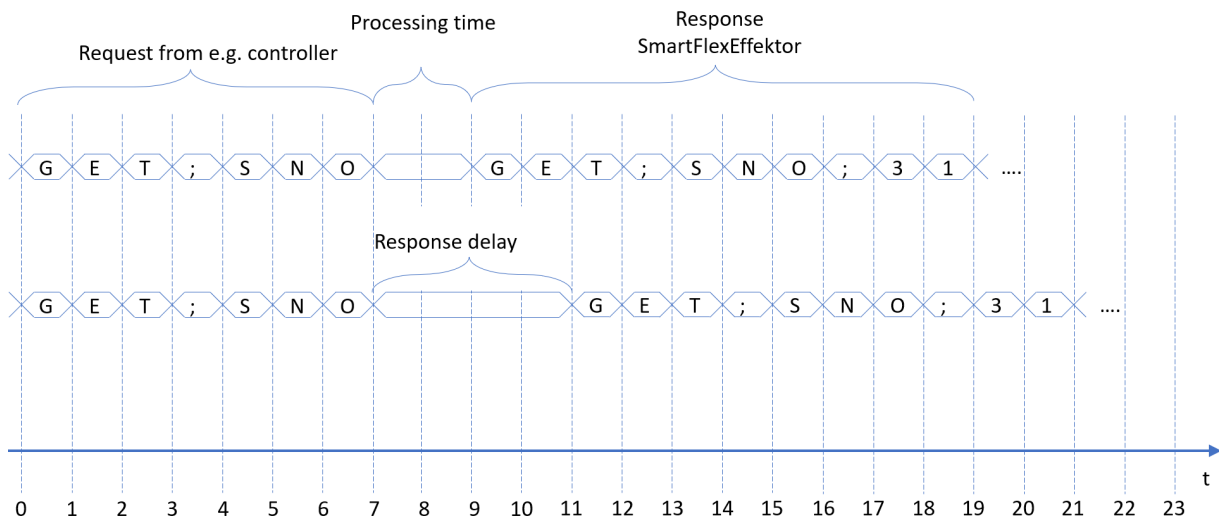 Processing time
Request from e.g. controller
Response
SmartFlexEffektor
G E T ; S N O G E T ; S N O ; 3 1 ....
Response delay
G E T ; S N O G E T ; S N O ; 3 1 ....
t
0 1 2 3 4 5 6 7 8 9 10 11 12 13 14 15 16 17 18 19 20 21 22 23